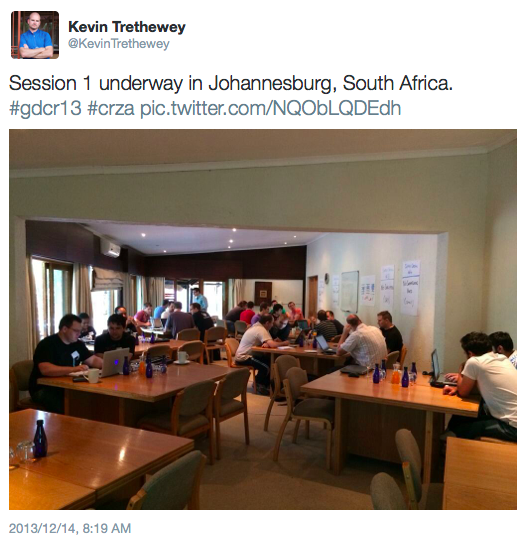 Kevin Trethewey
@KevinTrethewey
Session 1 underway in Johannesburg, South Africa.
#gdcr13 #crza pic.twitter.com/NQObLQDEdh
2013/12/14, 8:19 AM